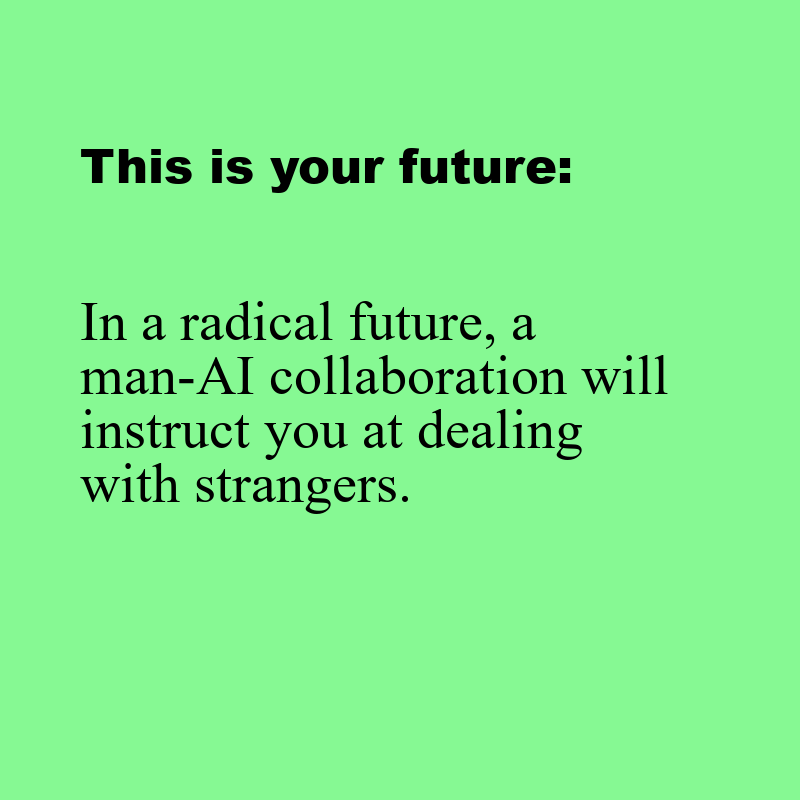 This is your future:
In a radical future, a
man-AI collaboration will
instruct you at dealing
with strangers.